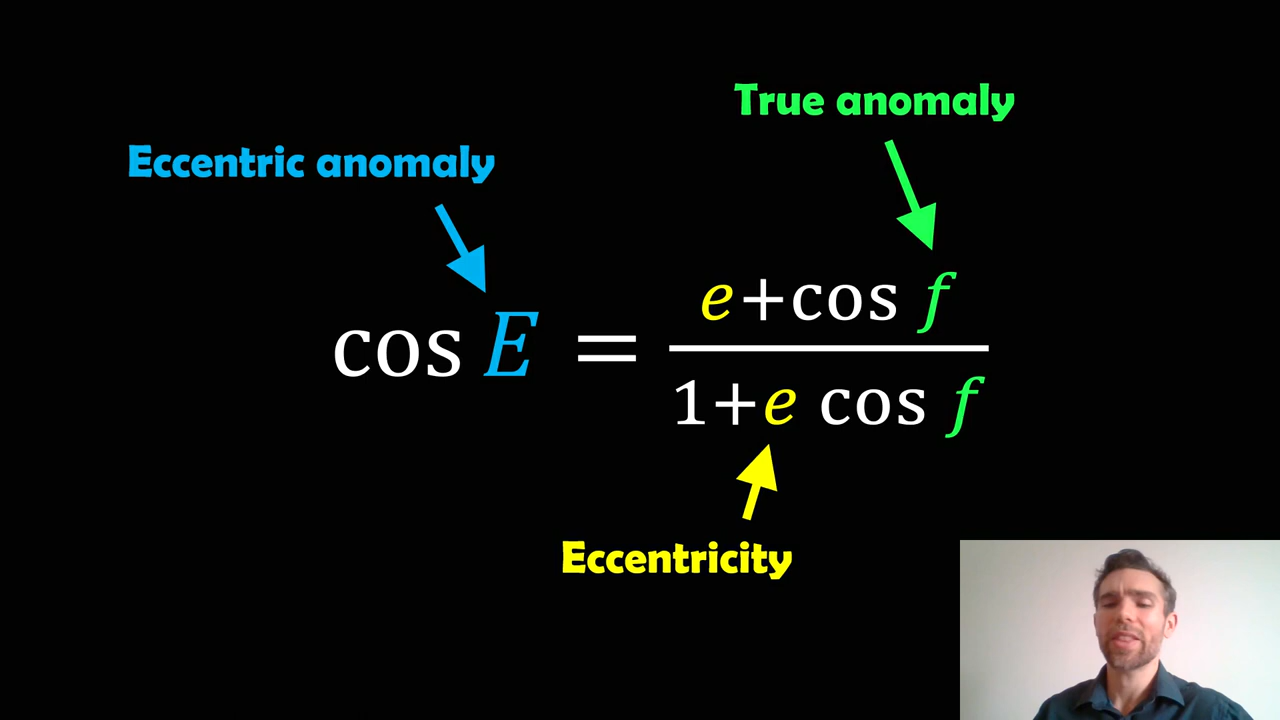 True anomaly
Eccentric anomaly
cos E = e+cos f / 1+e cos f
Eccentricity